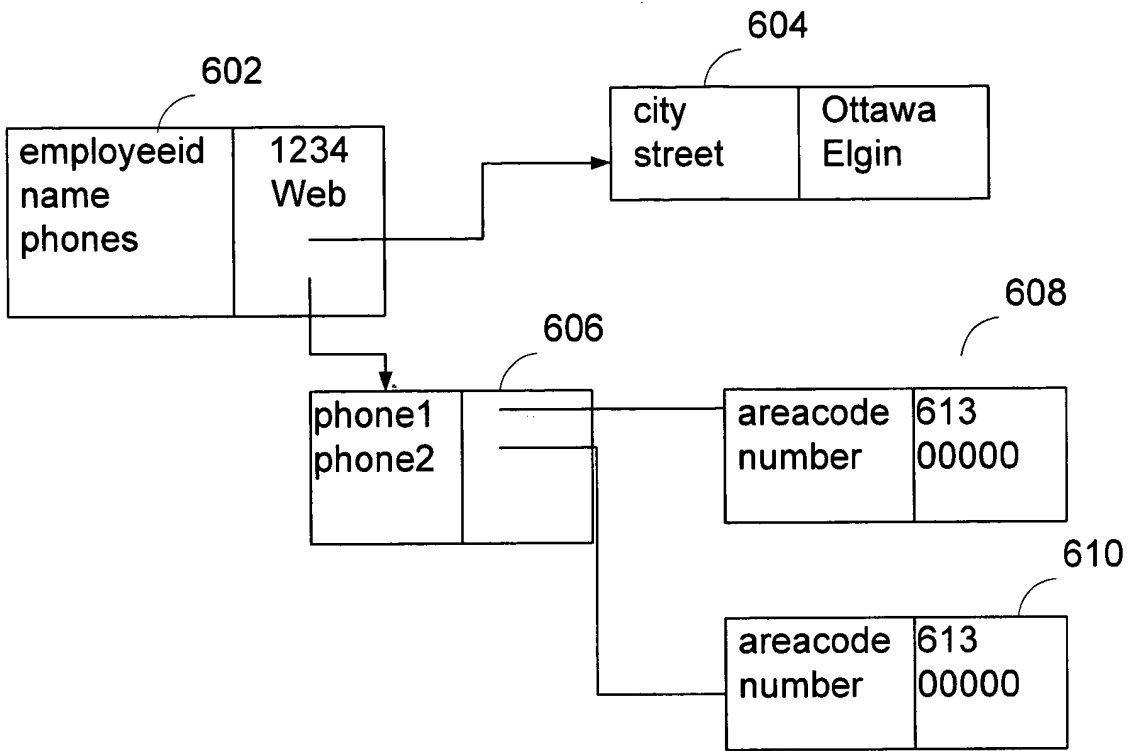 604
602
city Ottawa
street Elgin
employeeid 1234
name Web
phones
608
606
phone1
phone2
areacode 613
number 00000
610
areacode 613
number 00000